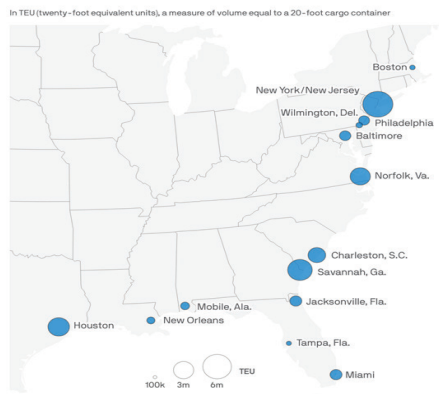 In TEU (twenty-foot equivalent units), a measure of volume equal to a 20-foot cargo container
Boston
New York/New Jersey
Wilmington, Del.
Philadelphia
Baltimore
Norfolk, Va.
Charleston, S.C.
Savannah, Ga.
Jacksonville, Fla.
Mobile, Ala.
New Orleans
Houston
Tampa, Fla.
Miami
100k 3m 6m TEU